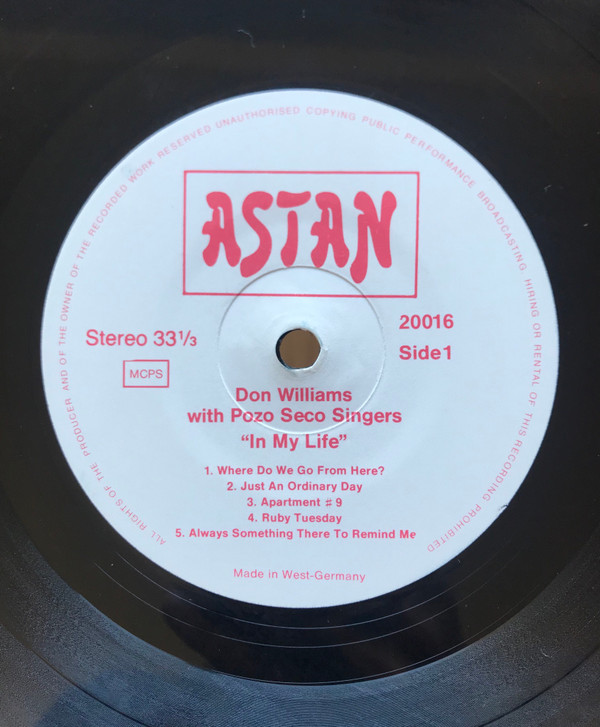 ALL RIGHTS OF THE PRODUCER AND OF THE OWNER OF THE RECORDED WORK RESERVED UNAUTHORISED COPYING PUBLIC PERFORMANCE BROADCASTING HIRING OR RENTAL OF THIS RECORDING PROHIBITED
ASTAN
Stereo 33⅓
20016
MCPS
Side 1
Don Williams
with Pozo Seco Singers
“In My Life”
1. Where Do We Go From Here?
2. Just An Ordinary Day
3. Apartment # 9
4. Ruby Tuesday
5. Always Something There To Remind Me
Made in West-Germany